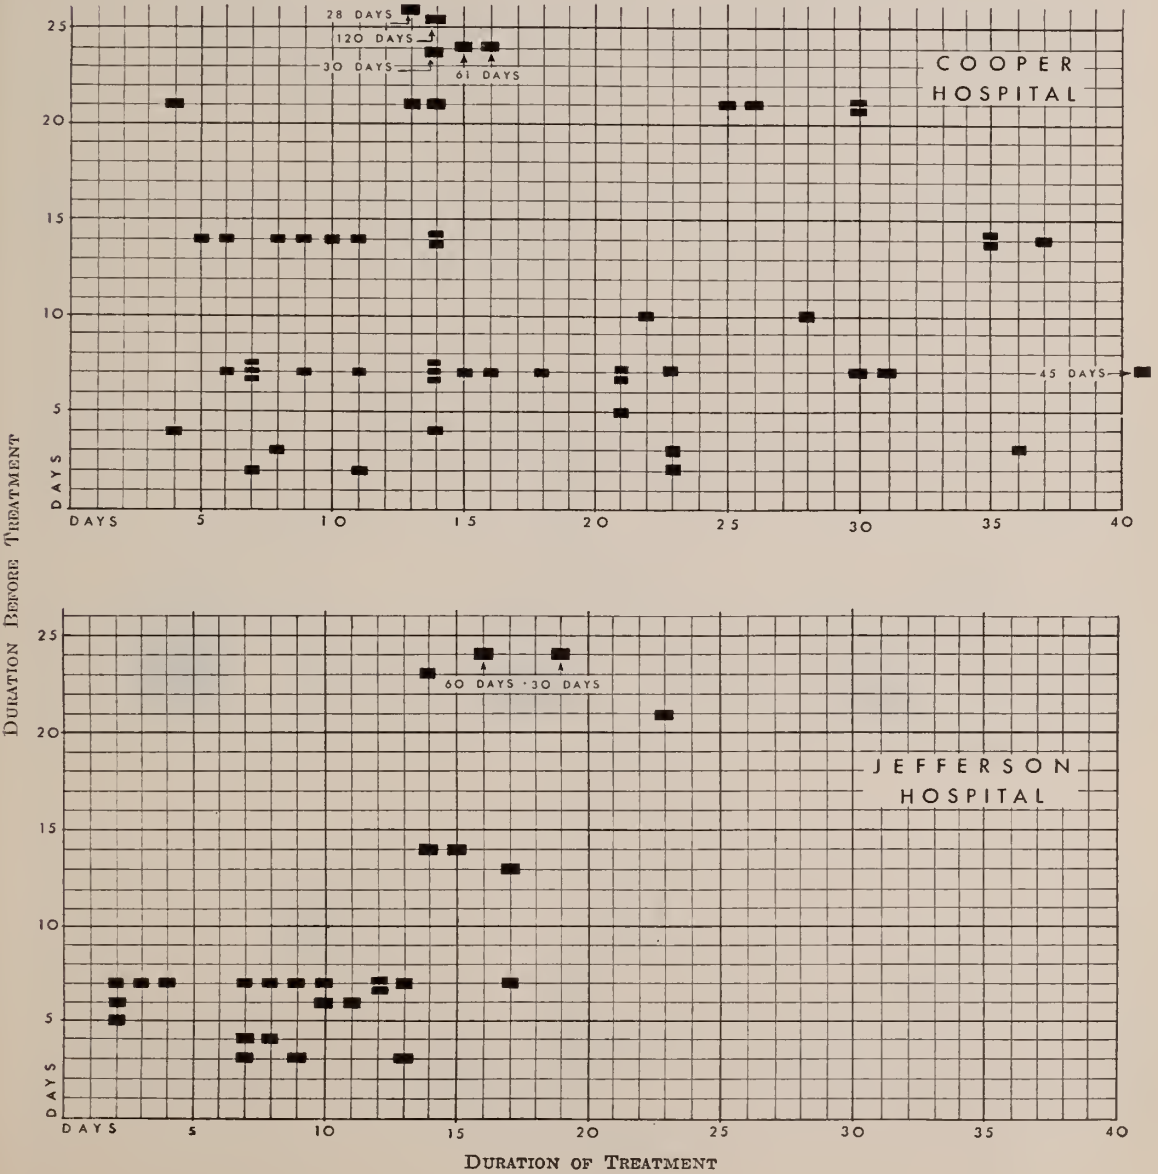 28 DAYS
25
120 DAYS
30 DAYS
61 DAYS
COOPER
HOSPITAL
20
15
10
5
DAYS
DAYS 5 10 15 20 25 30 35 40
45 DAYS
DURATION BEFORE TREATMENT
25
60 DAYS 30 DAYS
20
JEFFERSON
HOSPITAL
15
10
5
DAYS
DAYS 5 10 15 20 25 30 35 40
DURATION OF TREATMENT